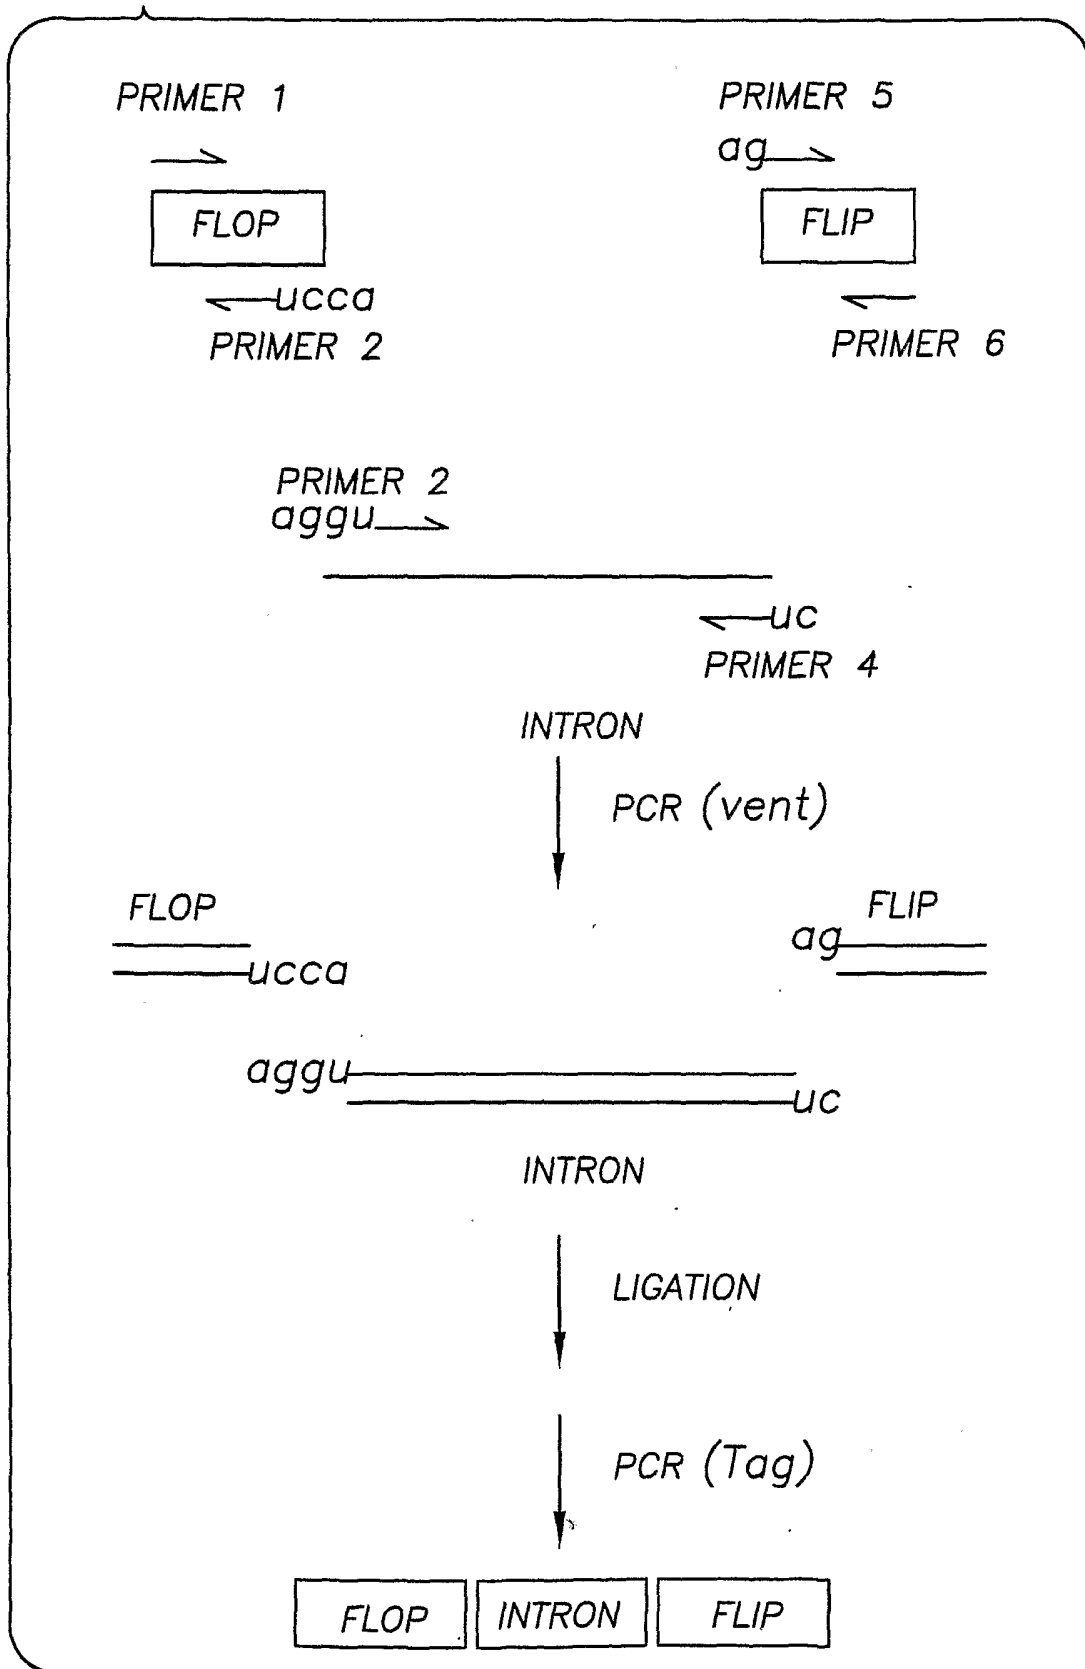 PRIMER 1
PRIMER 5
ag
FLOP
FLIP
ucca
PRIMER 2
PRIMER 6
PRIMER 2
aggu
uc
PRIMER 4
INTRON
PCR (vent)
FLOP
FLIP
ag
ucca
aggu
uc
INTRON
LIGATION
PCR (Tag)
FLOP
INTRON
FLIP